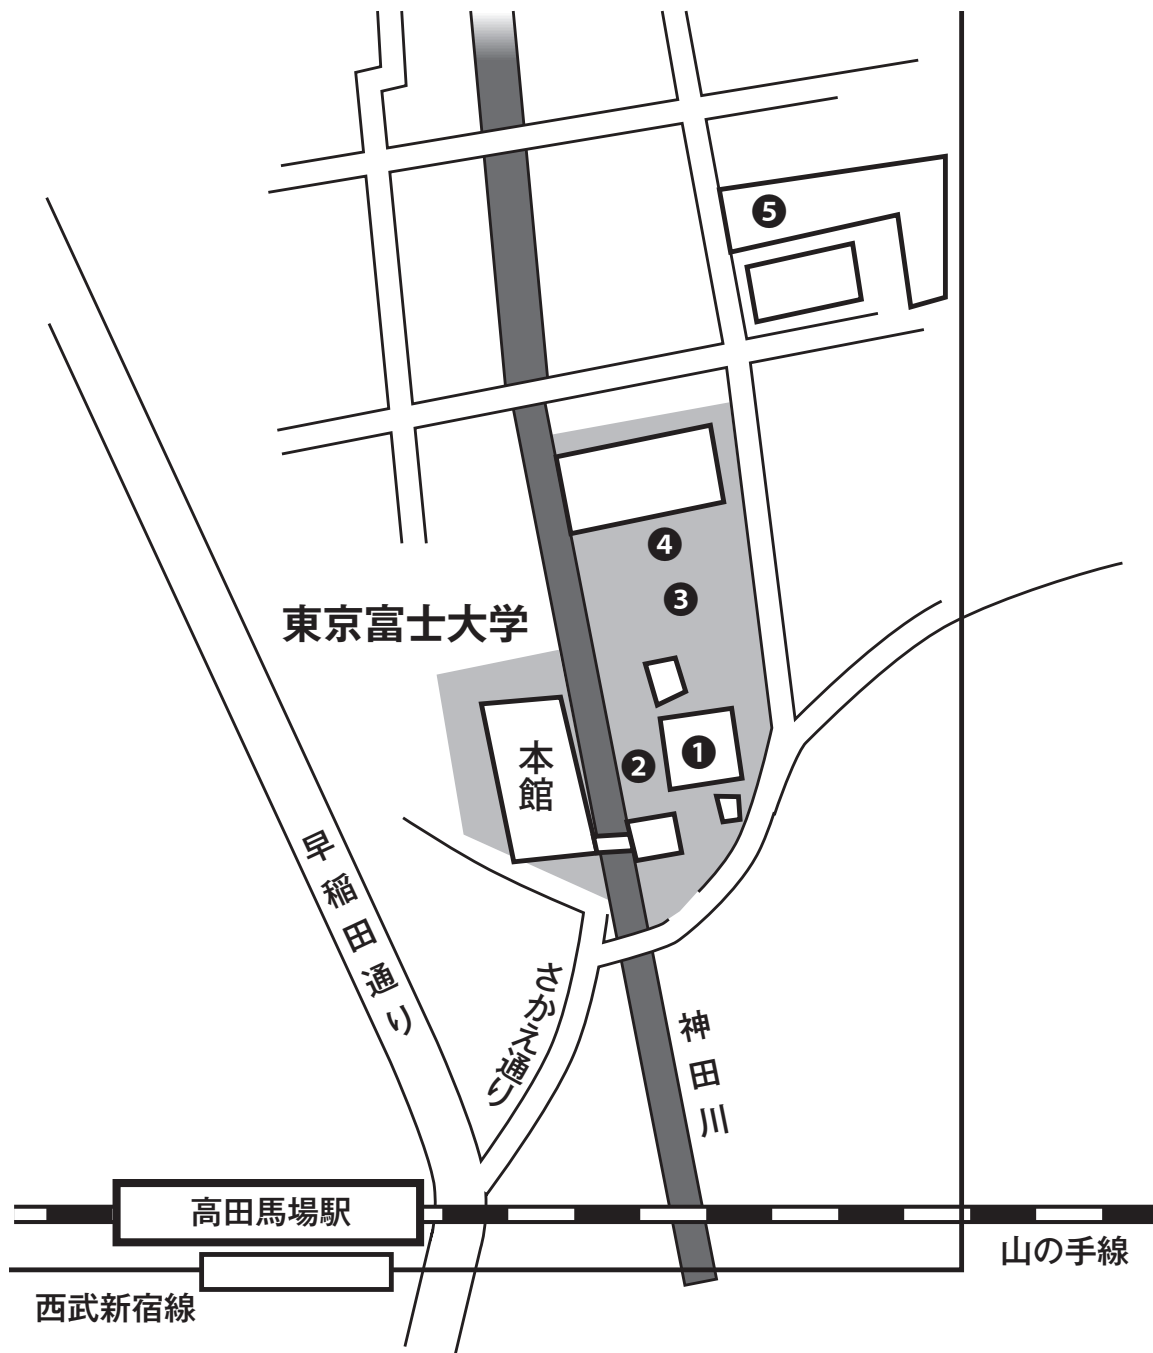 ❺
❹
❸
東京富士大学
本館
❷
❶
早稲田通り
さかえ通り
神田川
高田馬場駅
山の手線
西武新宿線